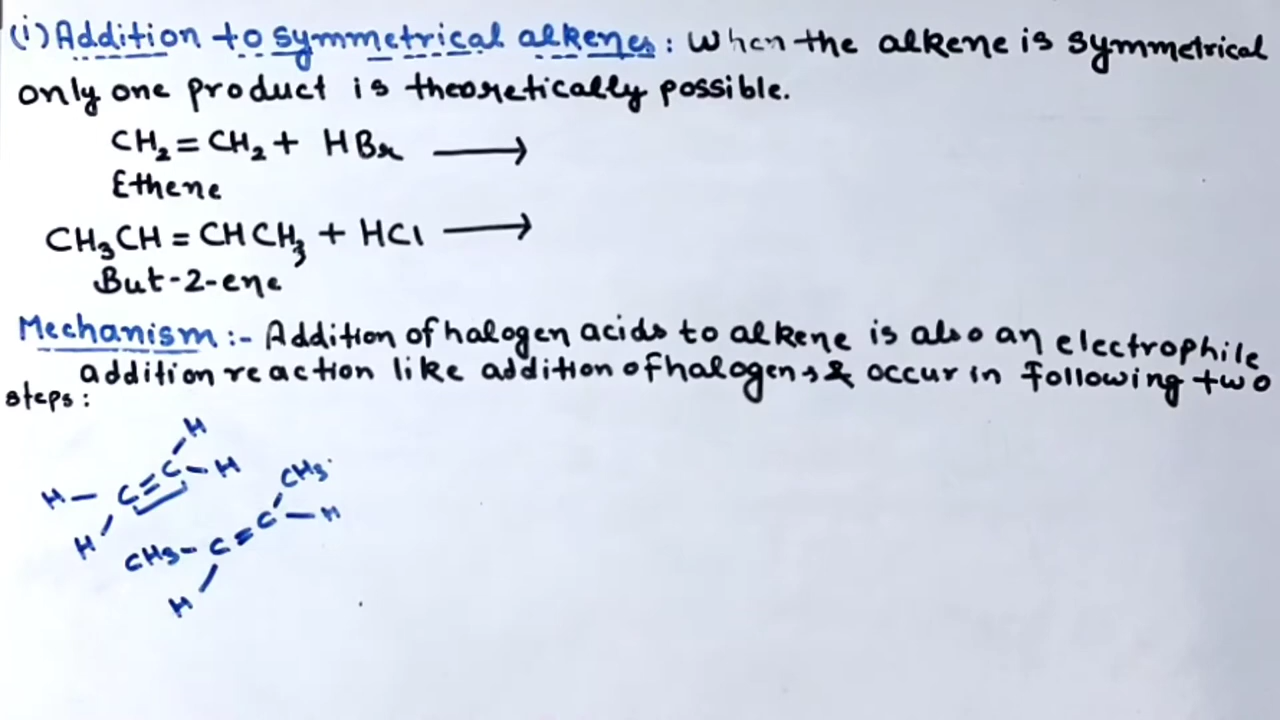 (i) Addition to symmetrical alkenes: When the alkene is symmetrical
only one product is theoretically possible.
CH₂=CH₂ + HBr ⟶
Ethene
CH₃CH=CHCH₃ + HCl ⟶
But-2-ene
Mechanism:- Addition of halogen acids to alkene is also an electrophile
addition reaction like addition of halogens & occur in following two
steps:
H
H
C=C
H
H
CH₃
H
CH₃-C=C
H